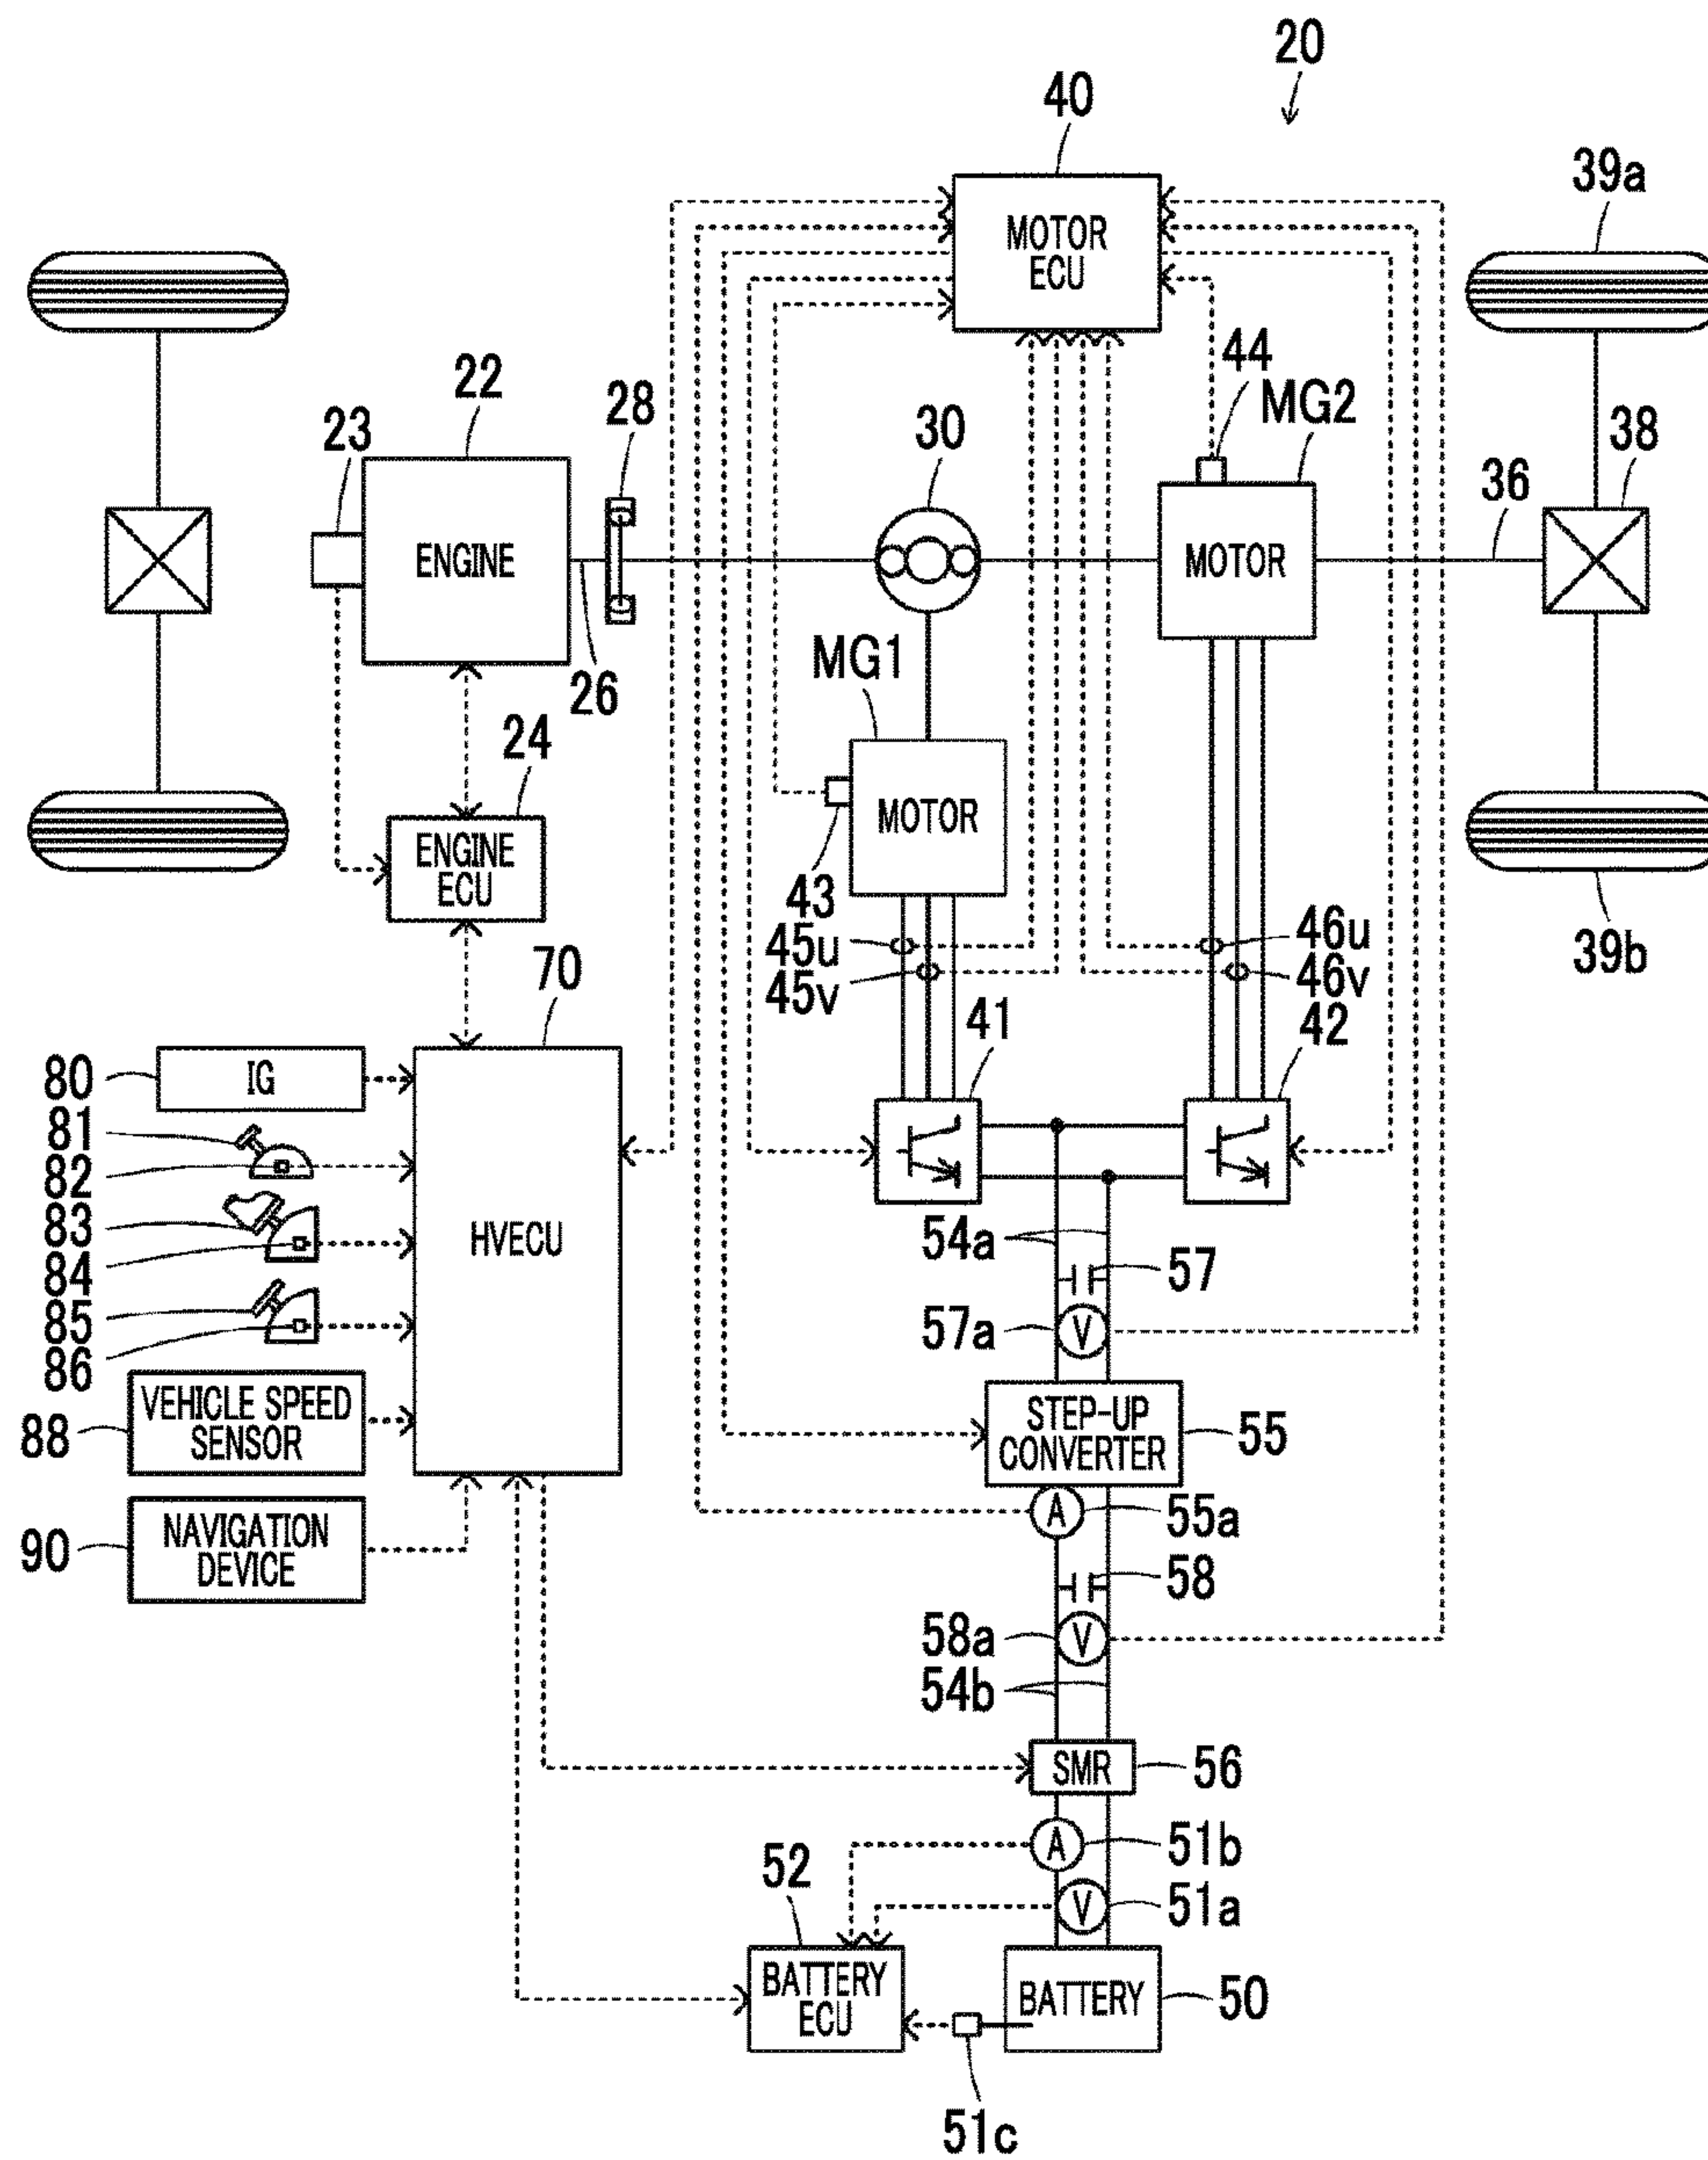 20
40
39a
MOTOR
ECU
22
28
44
MG2
23
30
38
36
ENGINE
MOTOR
26
MG1
24
MOTOR
ENGINE
ECU
43
45u
46u
45v
46v
39b
70
41
42
80
IG
81
82
83
HVECU
54a
84
57
85
57a
V
86
VEHICLE SPEED
SENSOR
88
STEP-UP
CONVERTER
55
A
55a
NAVIGATION
DEVICE
90
58
58a
V
54b
SMR
56
A
51b
52
V
51a
BATTERY
ECU
BATTERY
50
51c